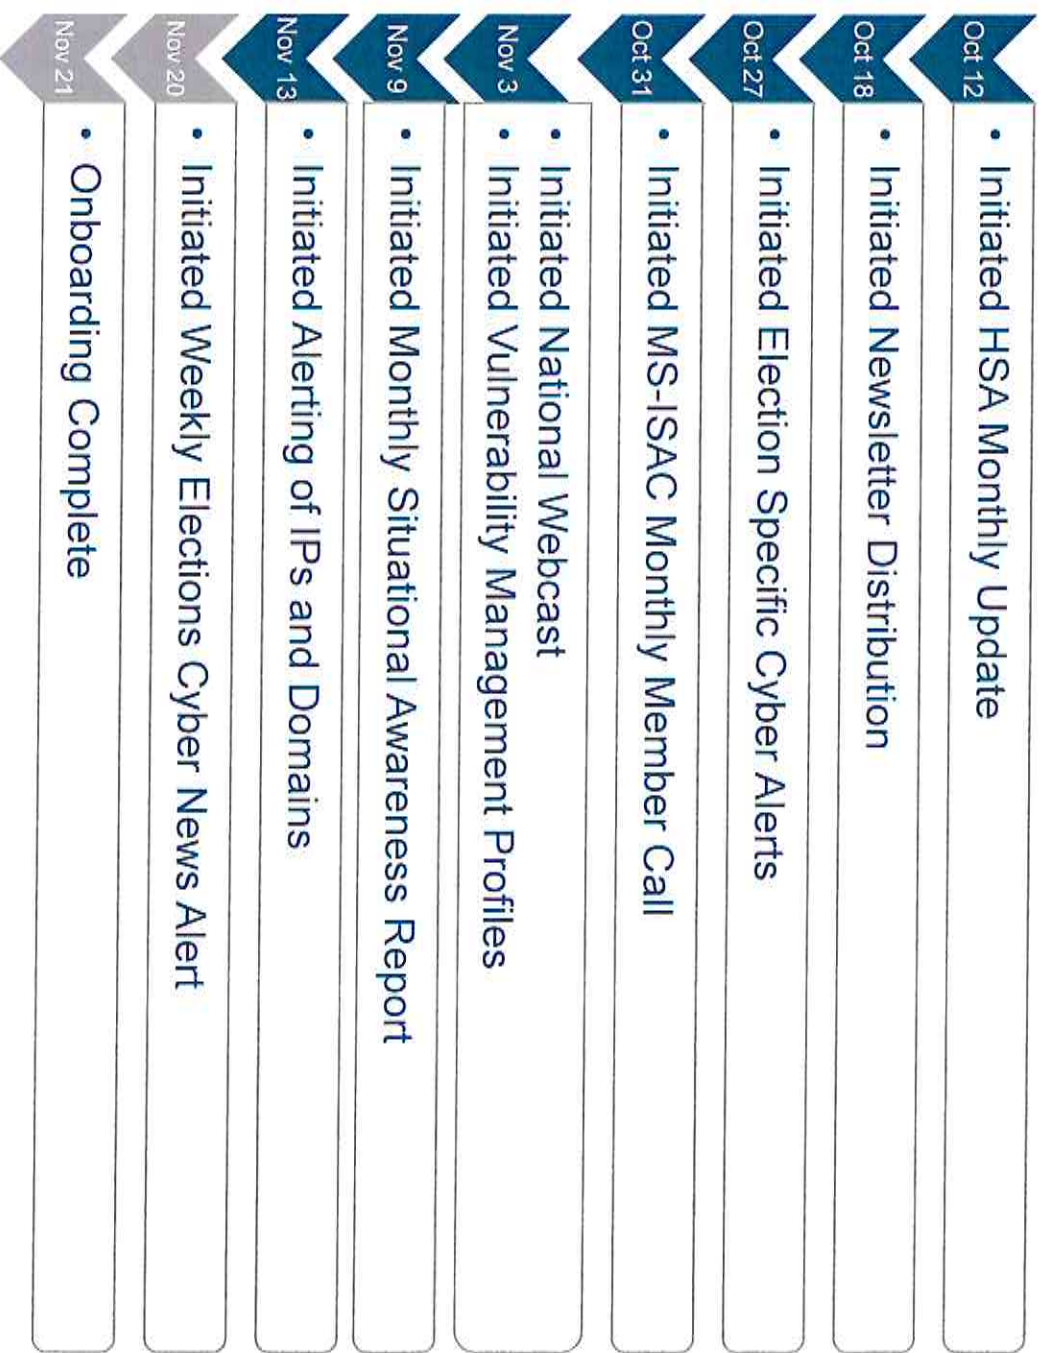 Oct 12
• Initiated HSA Monthly Update
Oct 18
• Initiated Newsletter Distribution
Oct 27
• Initiated Election Specific Cyber Alerts
Oct 31
• Initiated MS-ISAC Monthly Member Call
Nov 3
• Initiated National Webcast
• Initiated Vulnerability Management Profiles
Nov 9
• Initiated Monthly Situational Awareness Report
Nov 13
• Initiated Alerting of IPs and Domains
Nov 20
• Initiated Weekly Elections Cyber News Alert
Nov 21
• Onboarding Complete